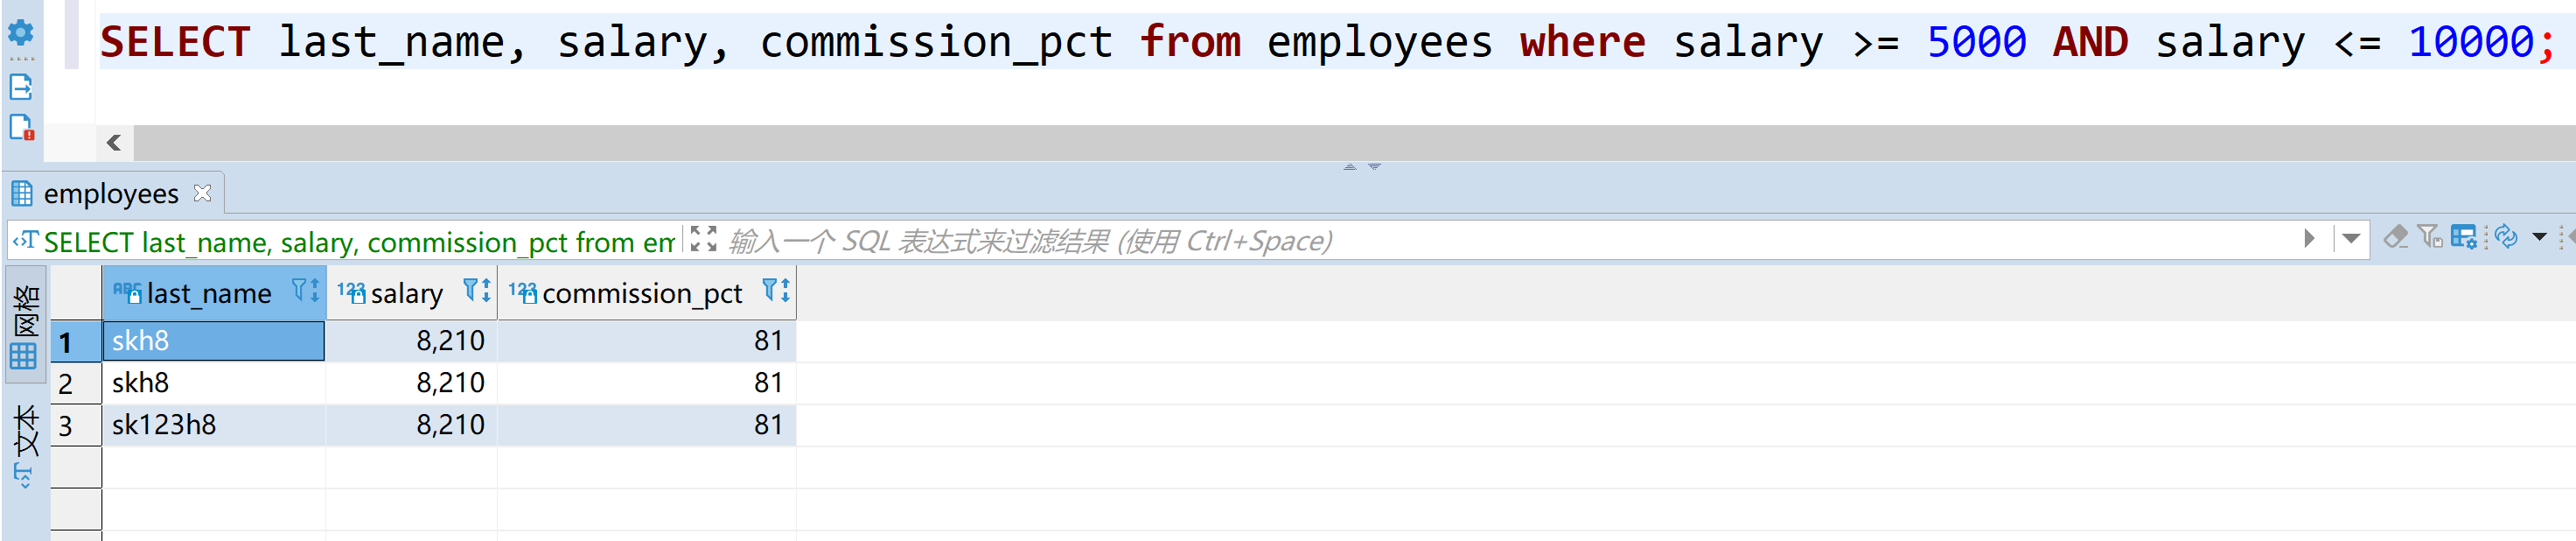 SELECT last_name, salary, commission_pct from employees where salary >= 5000 AND salary <= 10000;
employees
SELECT last_name, salary, commission_pct from em
输入一个 SQL 表达式来过滤结果 (使用 Ctrl+Space)
网格
文本
last_name salary commission_pct
1 skh8 8,210 81
2 skh8 8,210 81
3 sk123h8 8,210 81